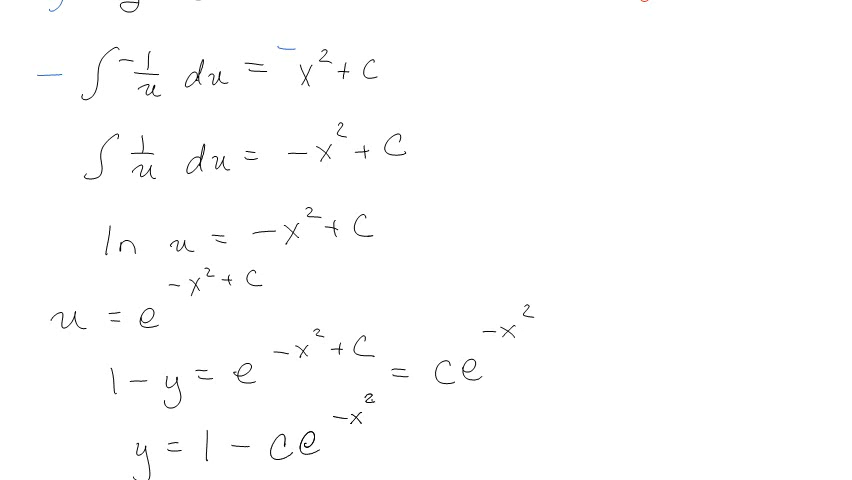 - ∫ -1/u du = -x² + C
∫ 1/u du = -x² + C
ln u = -x² + C
u = e^(-x² + C)
1 - y = e^(-x² + C) = Ce^(-x²)
y = 1 - Ce^(-x²)